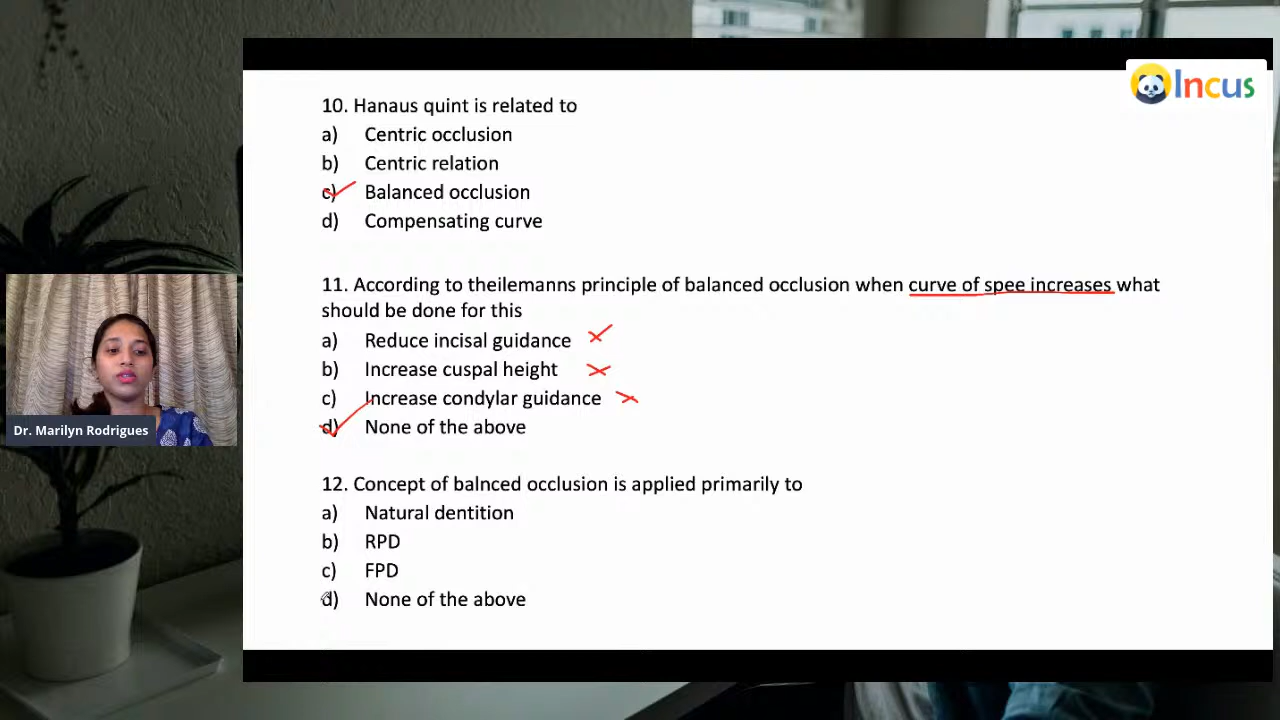 Incus
10. Hanaus quint is related to
a) Centric occlusion
b) Centric relation
c) Balanced occlusion
d) Compensating curve
11. According to theilemanns principle of balanced occlusion when curve of spee increases what
should be done for this
a) Reduce incisal guidance
b) Increase cuspal height
c) Increase condylar guidance
d) None of the above
12. Concept of balnced occlusion is applied primarily to
a) Natural dentition
b) RPD
c) FPD
d) None of the above
Dr. Marilyn Rodrigues